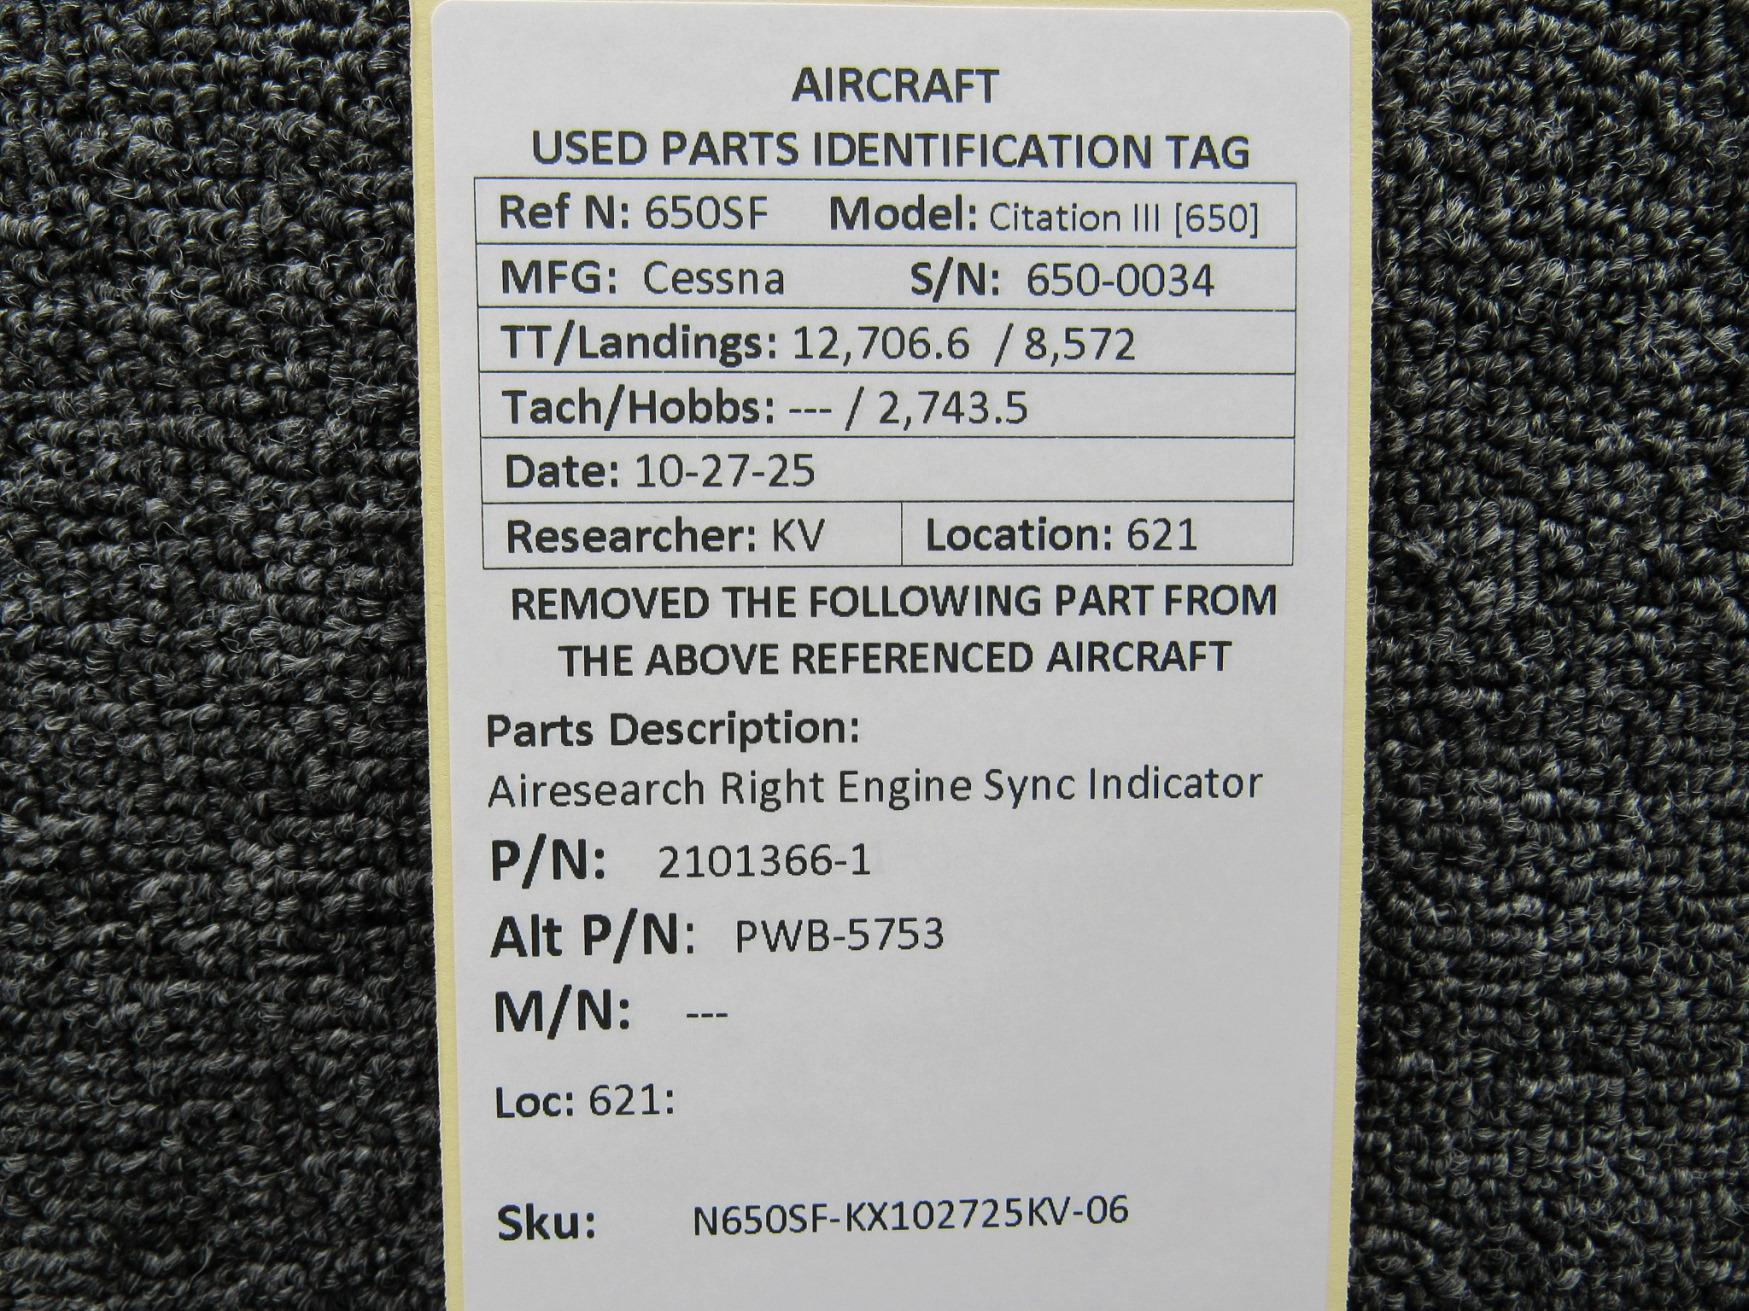 AIRCRAFT
USED PARTS IDENTIFICATION TAG
Ref N: 650SF Model: Citation III [650]
MFG: Cessna S/N: 650-0034
TT/Landings: 12,706.6 / 8,572
Tach/Hobbs: --- / 2,743.5
Date: 10-27-25
Researcher: KV Location: 621
REMOVED THE FOLLOWING PART FROM
THE ABOVE REFERENCED AIRCRAFT
Parts Description:
Airesearch Right Engine Sync Indicator
P/N: 2101366-1
Alt P/N: PWB-5753
M/N: ---
Loc: 621:
Sku: N650SF-KX102725KV-06